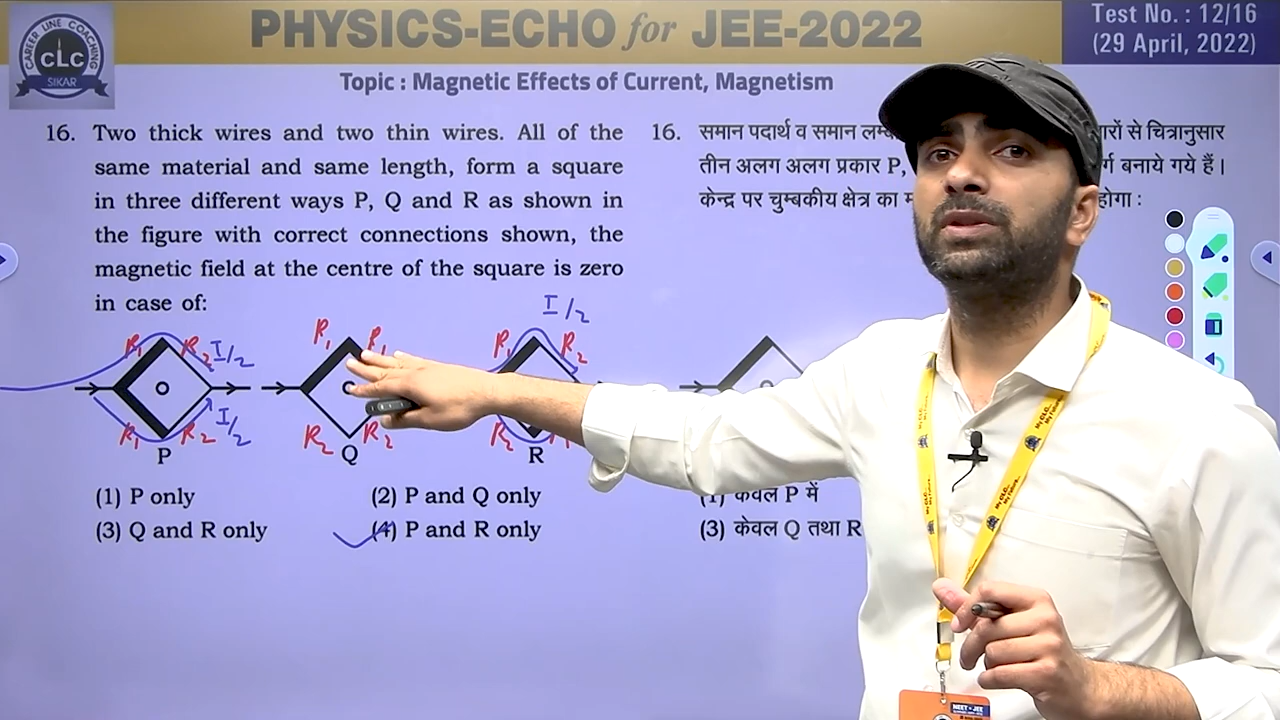 CAREER LINE COACHING
CLC
SIKAR
PHYSICS-ECHO for JEE-2022
Test No. : 12/16
(29 April, 2022)
Topic : Magnetic Effects of Current, Magnetism
16. Two thick wires and two thin wires. All of the
same material and same length, form a square
in three different ways P, Q and R as shown in
the figure with correct connections shown, the
magnetic field at the centre of the square is zero
in case of:
R₁ R₂ I/2
R₁ R₂ I/2
P
R₁ R₁
R₂ R₂
Q
I/2
R₁ R₂
R₂
R
(1) P only
(2) P and Q only
(3) Q and R only
(4) P and R only
16. समान पदार्थ व समान
तारों से चित्रानुसार
तीन अलग अलग प्रकार P,
बनाये गये हैं।
केन्द्र पर चुम्बकीय क्षेत्र का
होगा :
(1) केवल P में
(3) केवल Q तथा R
NEET • JEE